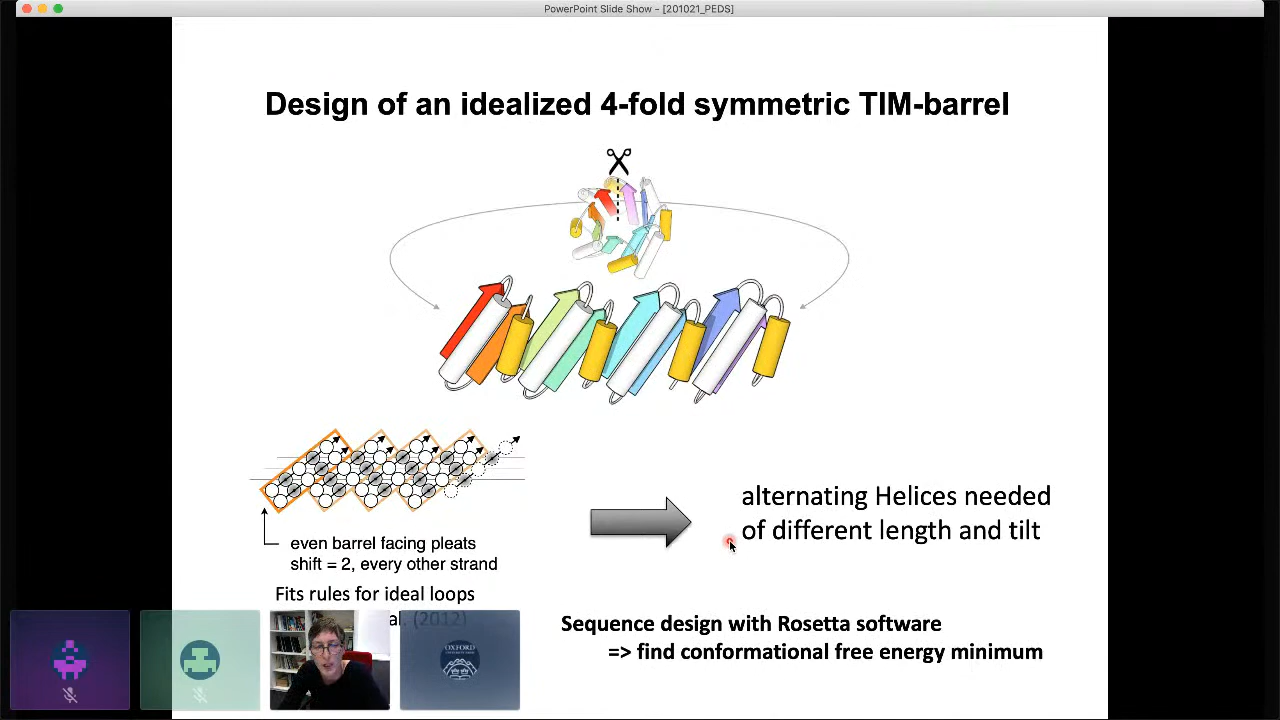 PowerPoint Slide Show - [201021_PEDS]
Design of an idealized 4-fold symmetric TIM-barrel
alternating Helices needed
of different length and tilt
even barrel facing pleats
shift = 2, every other strand
Fits rules for ideal loops
al. (2012)
Sequence design with Rosetta software
=> find conformational free energy minimum
OXFORD